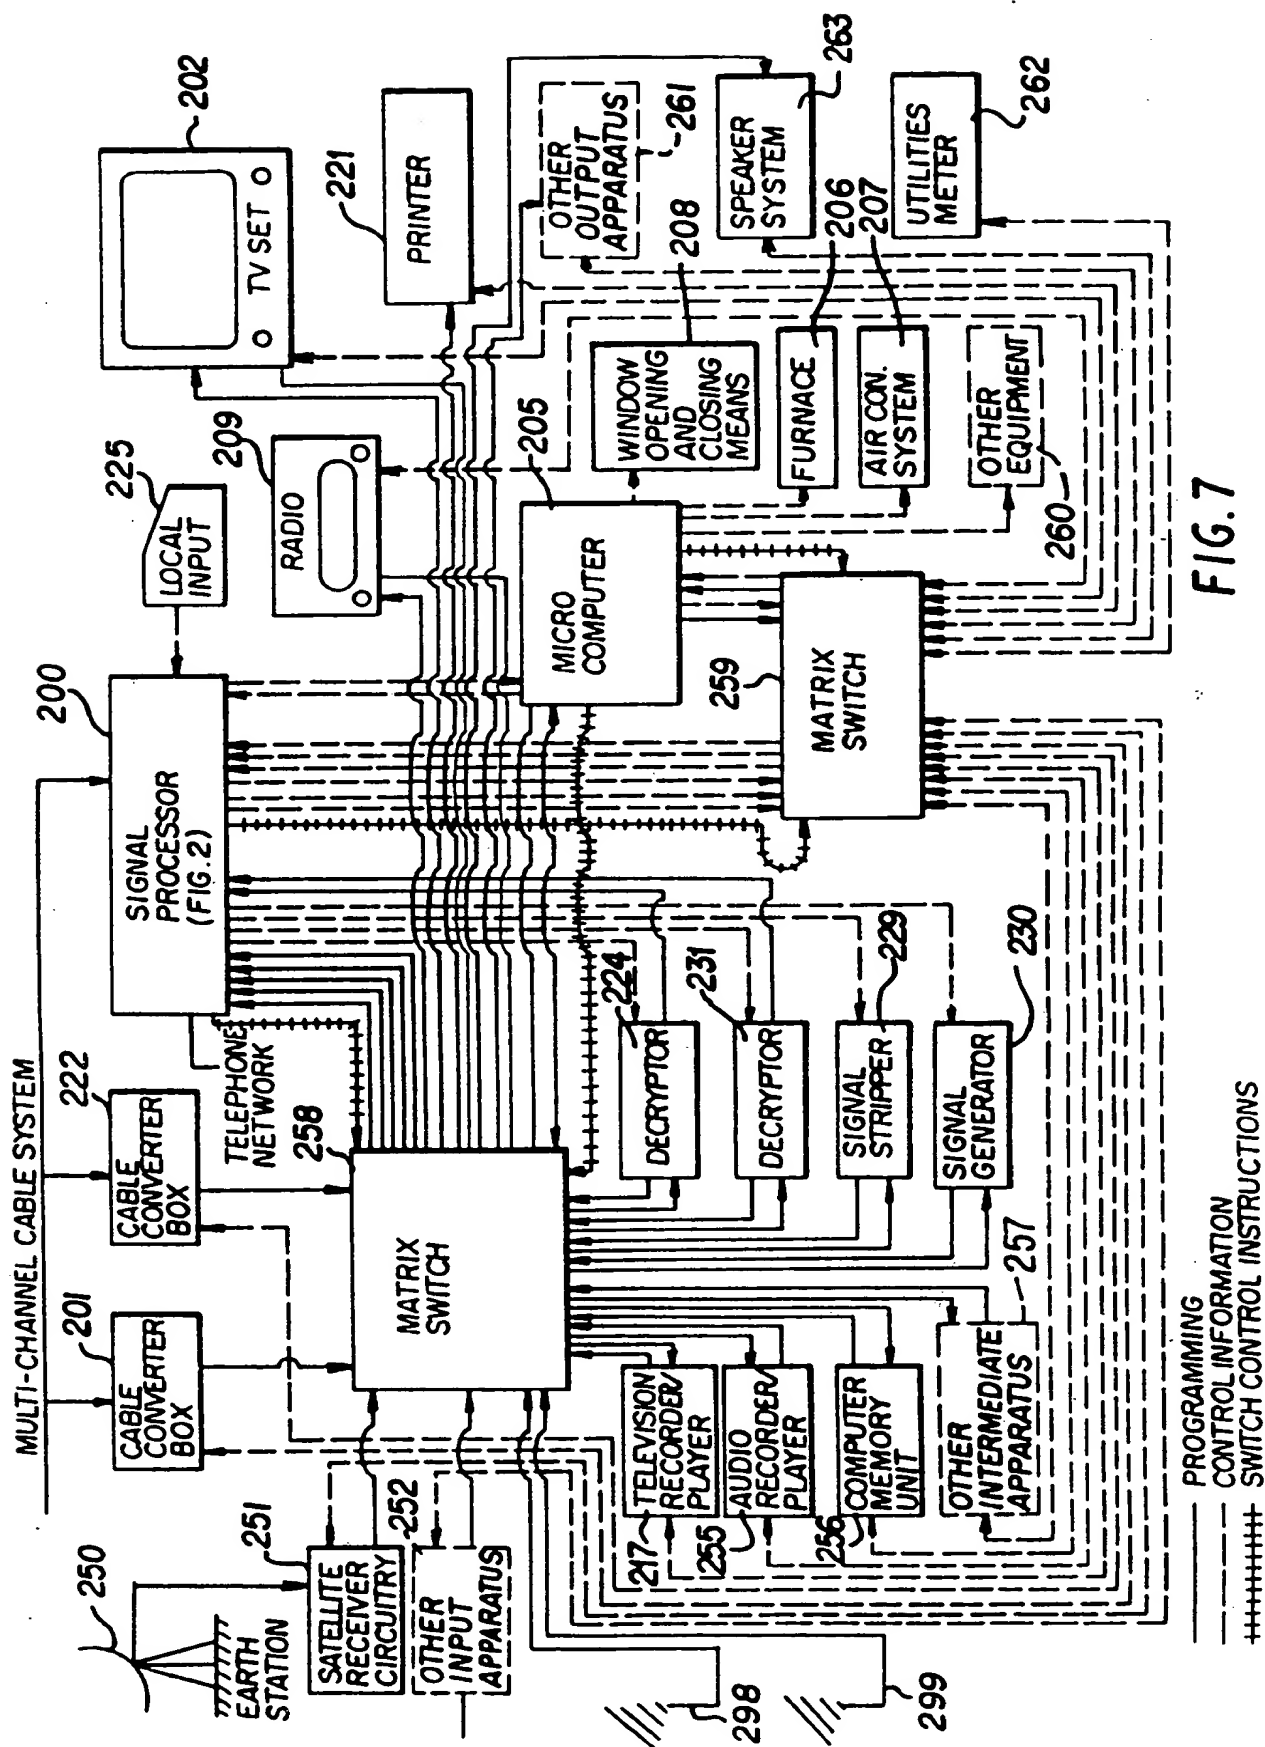 MULTI-CHANNEL CABLE SYSTEM
250
EARTH
STATION
251
SATELLITE
RECEIVER
CIRCUITRY
252
OTHER
INPUT
APPARATUS
298
299
201
CABLE
CONVERTER
BOX
222
CABLE
CONVERTER
BOX
TELEPHONE
NETWORK
258
MATRIX
SWITCH
200
SIGNAL
PROCESSOR
(FIG. 2)
225
LOCAL
INPUT
209
RADIO
202
TV SET
221
PRINTER
OTHER
OUTPUT
APPARATUS
261
263
SPEAKER
SYSTEM
262
UTILITIES
METER
205
MICRO
COMPUTER
208
WINDOW
OPENING
AND
CLOSING
MEANS
206
FURNACE
207
AIR CON.
SYSTEM
OTHER
EQUIPMENT
260
259
MATRIX
SWITCH
224
DECRYPTOR
231
DECRYPTOR
229
SIGNAL
STRIPPER
230
SIGNAL
GENERATOR
217
TELEVISION
RECORDER/
PLAYER
255
AUDIO
RECORDER/
PLAYER
256
COMPUTER
MEMORY
UNIT
257
OTHER
INTERMEDIATE
APPARATUS
PROGRAMMING
CONTROL INFORMATION
SWITCH CONTROL INSTRUCTIONS
FIG. 7